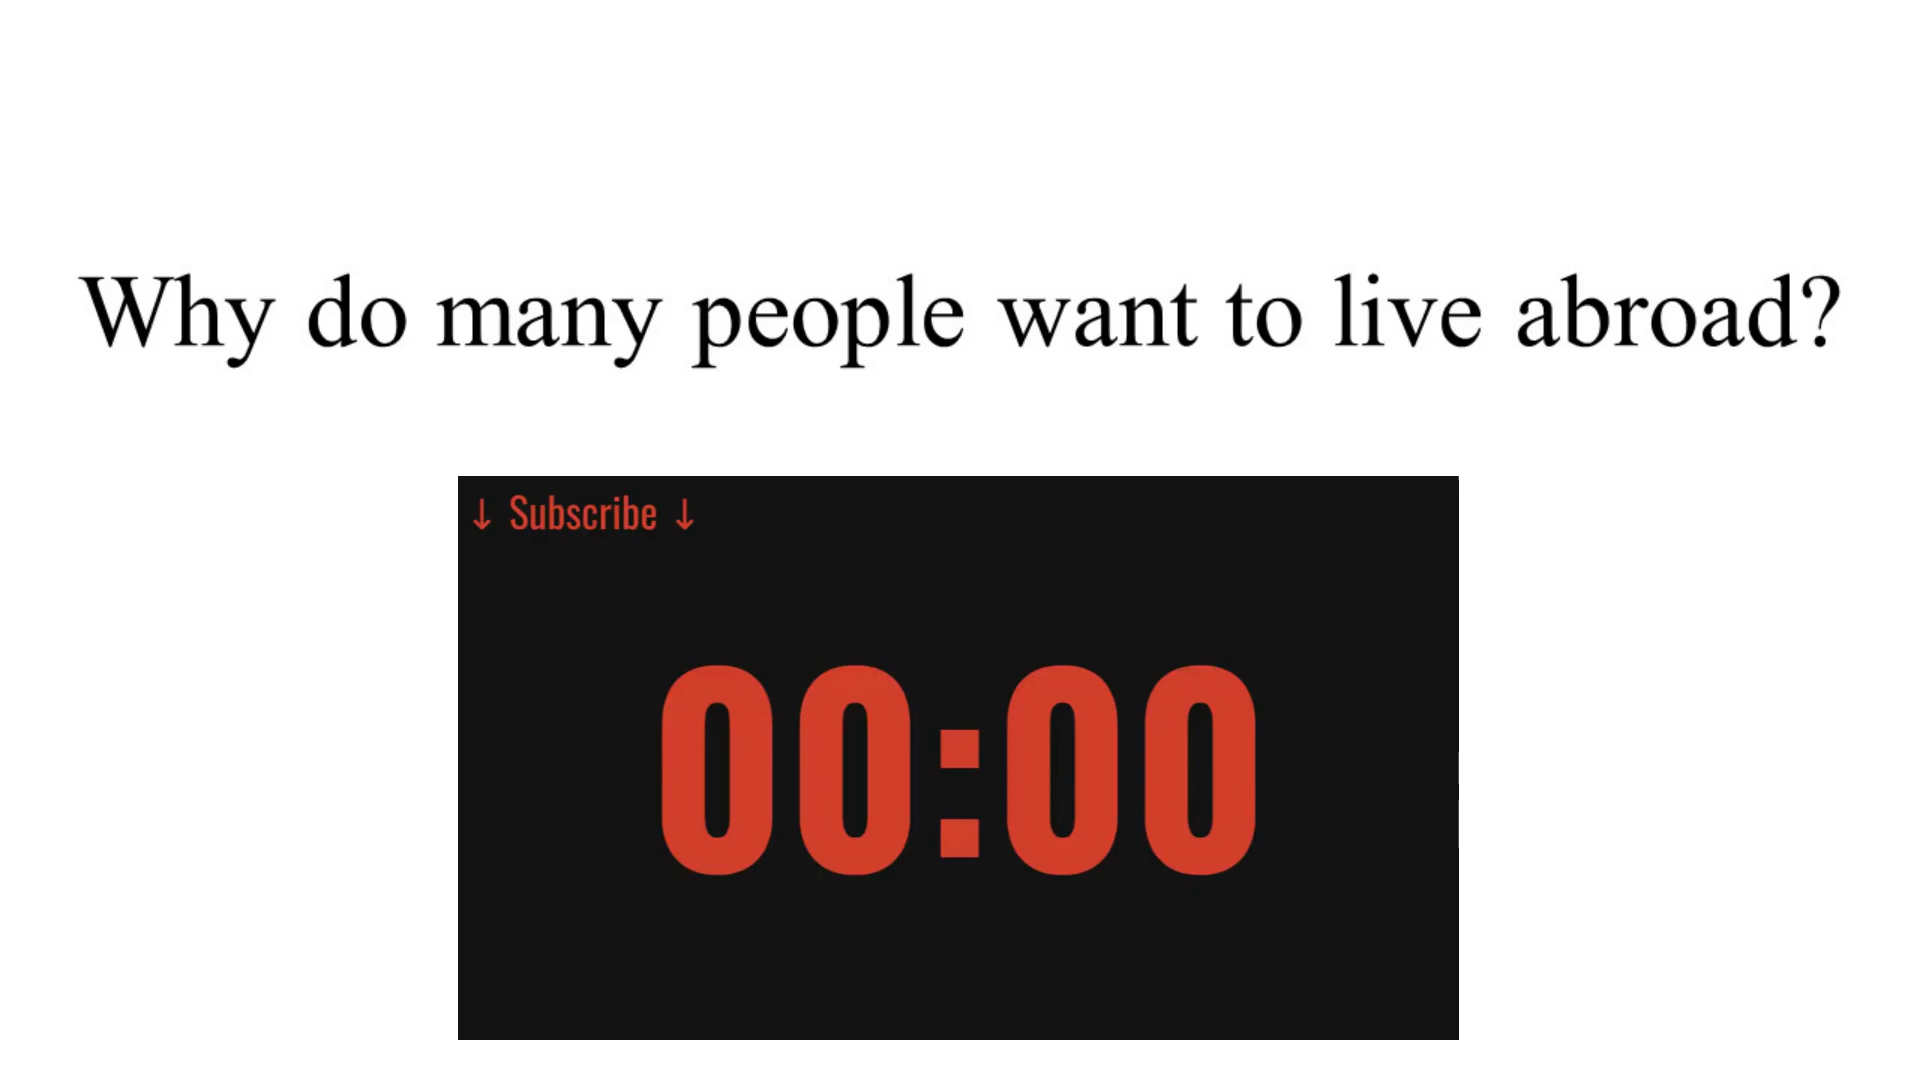 Why do many people want to live abroad?
↓ Subscribe ↓
00:00